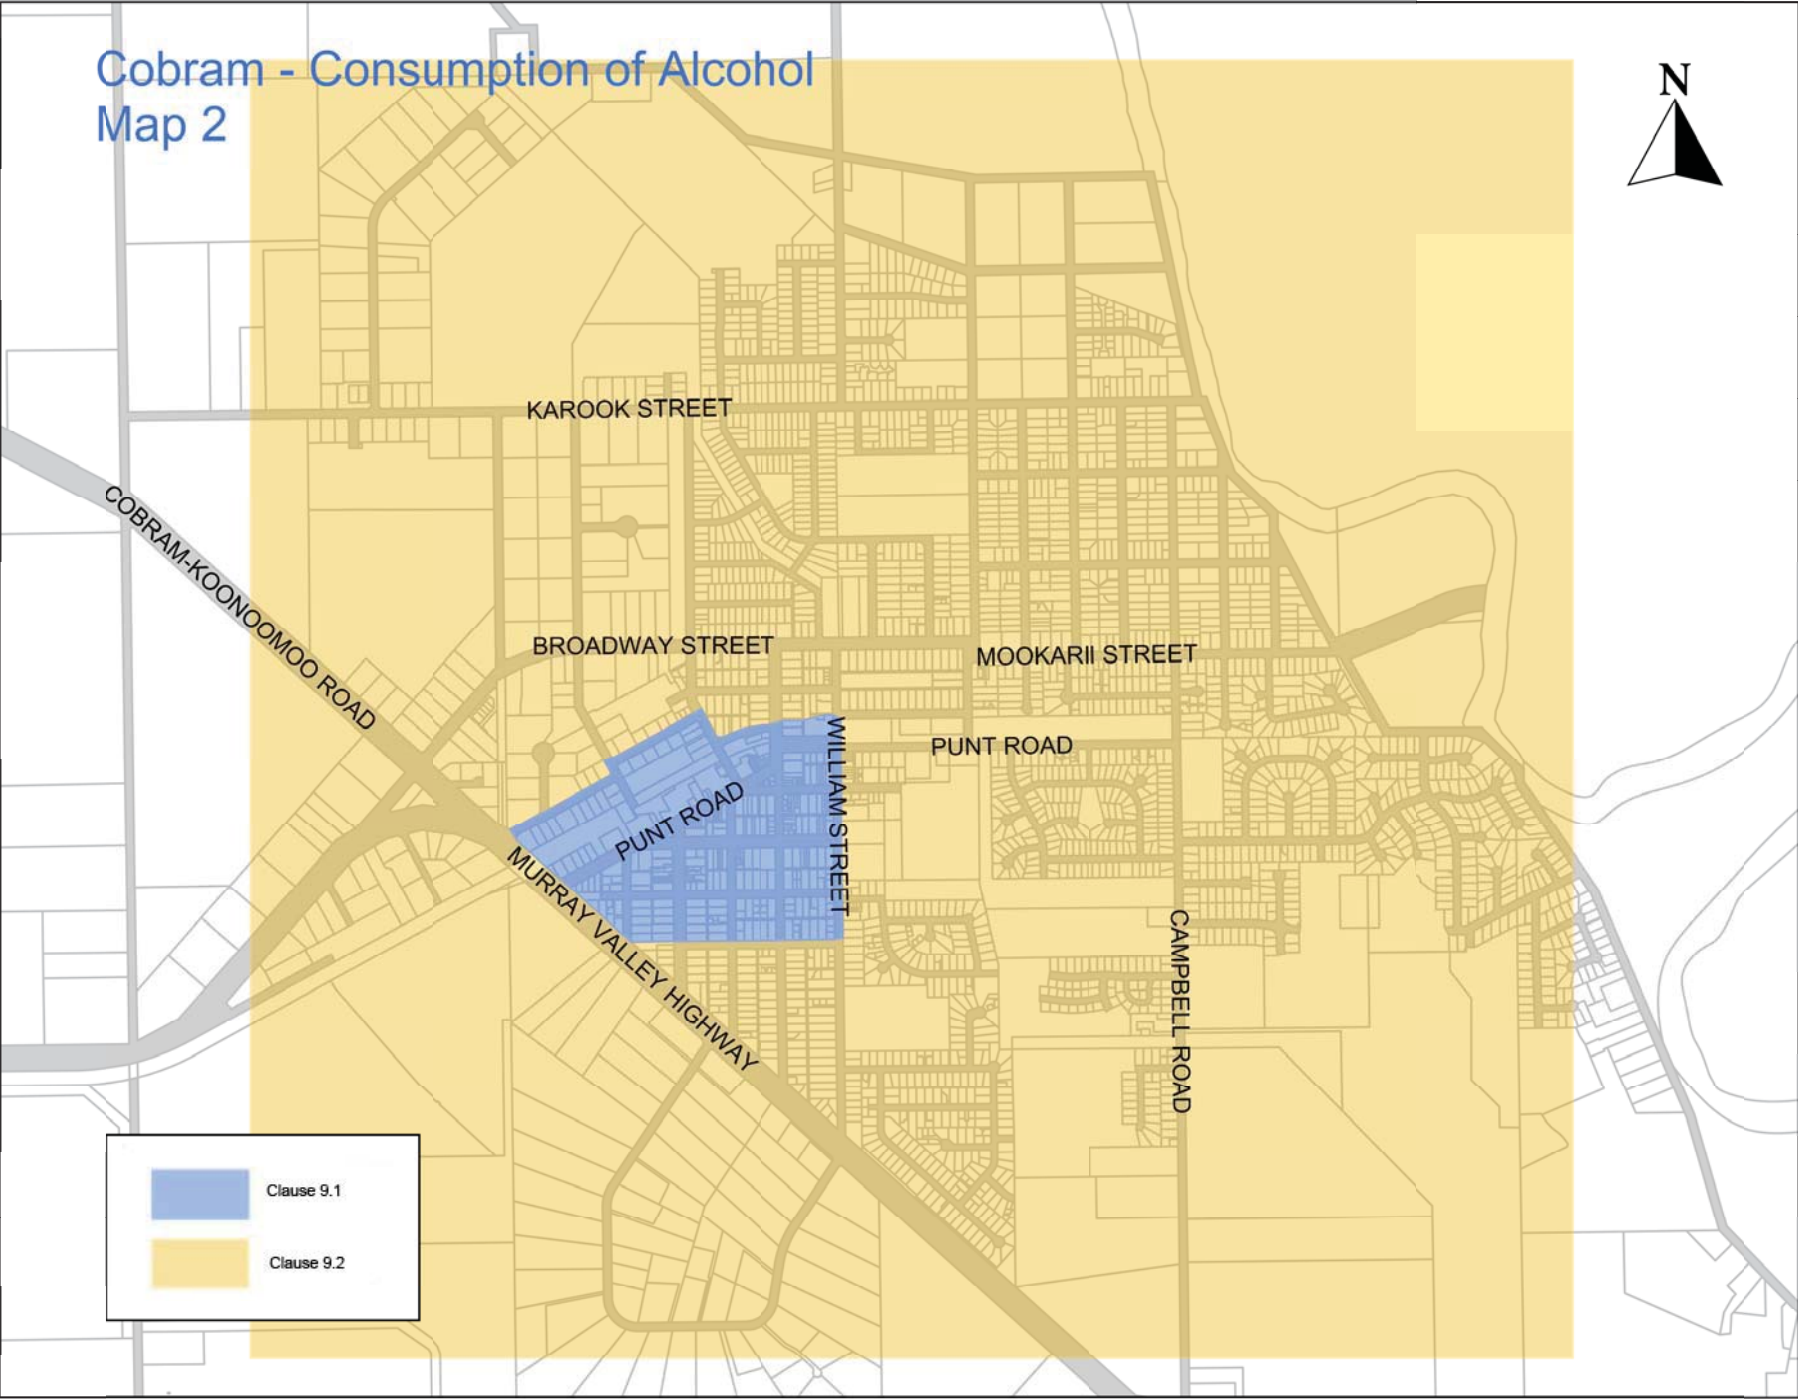 Cobram - Consumption of Alcohol
Map 2
N
KAROOK STREET
COBRAM-KOONOOMOO ROAD
BROADWAY STREET
MOOKARII STREET
PUNT ROAD
WILLIAM STREET
PUNT ROAD
MURRAY VALLEY HIGHWAY
CAMPBELL ROAD
Clause 9.1
Clause 9.2